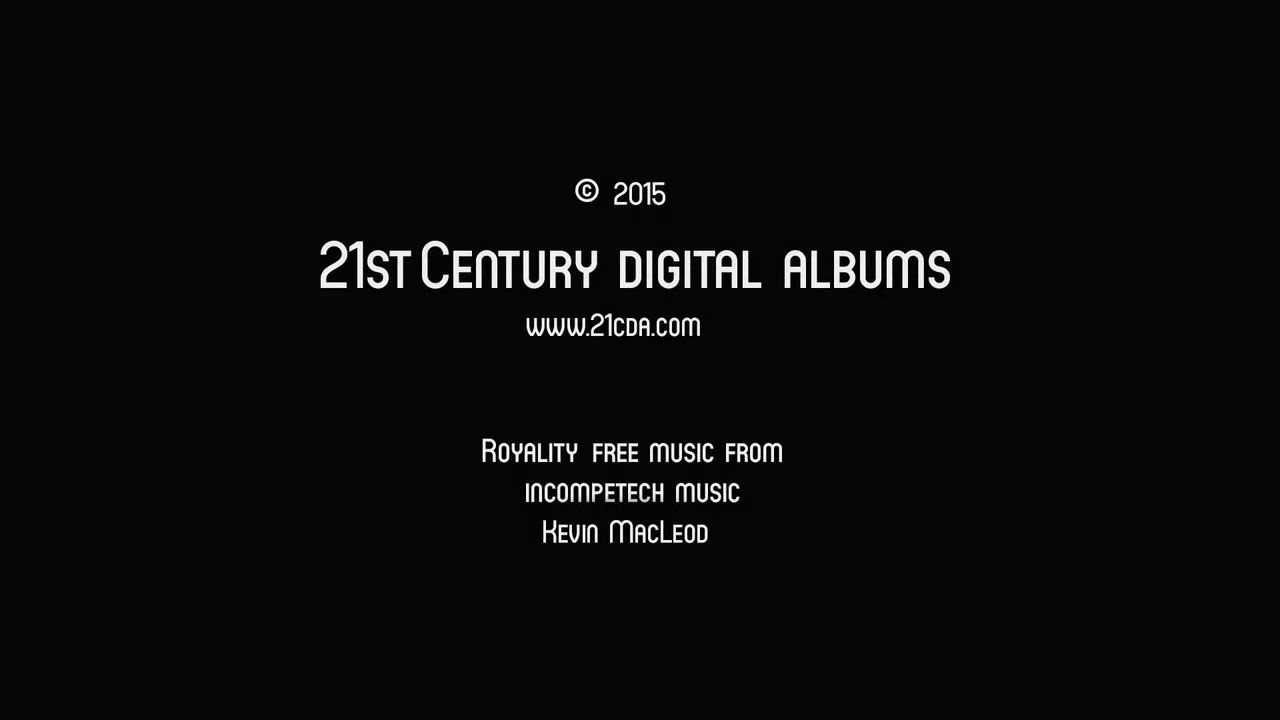 © 2015
21st Century digital albums
www.21cda.com
Royality free music from
incompetech music
Kevin MacLeod